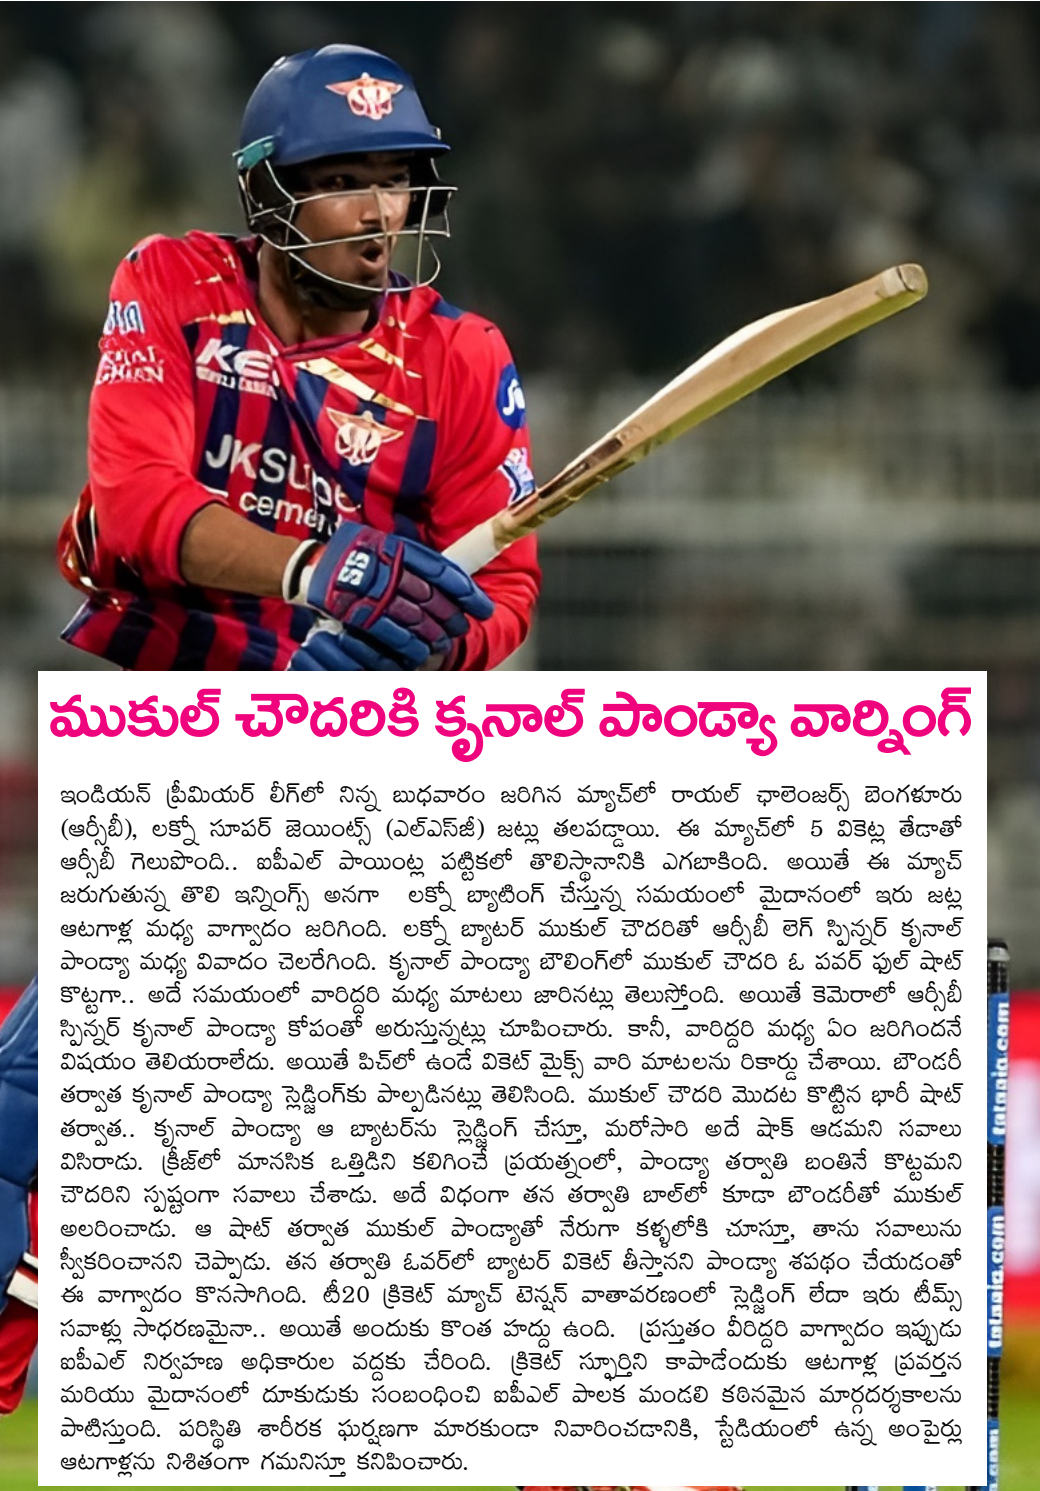 KEI
JKSupe
cement
SS
ముకుల్ చౌదరికి కృనాల్ పాండ్యా వార్నింగ్
ఇండియన్ ప్రీమియర్ లీగ్‌లో నిన్న బుధవారం జరిగిన మ్యాచ్‌లో రాయల్ ఛాలెంజర్స్ బెంగళూరు
(ఆర్సీబీ), లక్నో సూపర్ జెయింట్స్ (ఎల్ఎస్‌జీ) జట్లు తలపడ్డాయి. ఈ మ్యాచ్‌లో 5 వికెట్ల తేడాతో
ఆర్సీబీ గెలుపొంది.. ఐపీఎల్ పాయింట్ల పట్టికలో తొలిస్థానానికి ఎగబాకింది. అయితే ఈ మ్యాచ్
జరుగుతున్న తొలి ఇన్నింగ్స్ అనగా లక్నో బ్యాటింగ్ చేస్తున్న సమయంలో మైదానంలో ఇరు జట్ల
ఆటగాళ్ల మధ్య వాగ్వాదం జరిగింది. లక్నో బ్యాటర్ ముకుల్ చౌదరితో ఆర్సీబీ లెగ్ స్పిన్నర్ కృనాల్
పాండ్యా మధ్య వివాదం చెలరేగింది. కృనాల్ పాండ్యా బౌలింగ్‌లో ముకుల్ చౌదరి ఓ పవర్ ఫుల్ షాట్
కొట్టగా.. అదే సమయంలో వారిద్దరి మధ్య మాటలు జారినట్లు తెలుస్తోంది. అయితే కెమెరాలో ఆర్సీబీ
స్పిన్నర్ కృనాల్ పాండ్యా కోపంతో అరుస్తున్నట్లు చూపించారు. కానీ, వారిద్దరి మధ్య ఏం జరిగిందనే
విషయం తెలియరాలేదు. అయితే పిచ్‌లో ఉండే వికెట్ మైక్స్ వారి మాటలను రికార్డు చేశాయి. బౌండరీ
తర్వాత కృనాల్ పాండ్యా స్లెడ్జింగ్‌కు పాల్పడినట్లు తెలిసింది. ముకుల్ చౌదరి మొదట కొట్టిన భారీ షాట్
తర్వాత.. కృనాల్ పాండ్యా ఆ బ్యాటర్‌ను స్లెడ్జింగ్ చేస్తూ, మరోసారి అదే షాక్ ఆడమని సవాలు
విసిరాడు. క్రీజ్‌లో మానసిక ఒత్తిడిని కలిగించే ప్రయత్నంలో, పాండ్యా తర్వాతి బంతినే కొట్టమని
చౌదరిని స్పష్టంగా సవాలు చేశాడు. అదే విధంగా తన తర్వాతి బాల్‌లో కూడా బౌండరీతో ముకుల్
అలరించాడు. ఆ షాట్ తర్వాత ముకుల్ పాండ్యాతో నేరుగా కళ్ళలోకి చూస్తూ, తాను సవాలును
స్వీకరించానని చెప్పాడు. తన తర్వాతి ఓవర్‌లో బ్యాటర్ వికెట్ తీస్తానని పాండ్యా శపథం చేయడంతో
ఈ వాగ్వాదం కొనసాగింది. టీ20 క్రికెట్ మ్యాచ్ టెన్షన్ వాతావరణంలో స్లెడ్జింగ్ లేదా ఇరు టీమ్స్
సవాళ్లు సాధరణమైనా.. అయితే అందుకు కొంత హద్దు ఉంది. ప్రస్తుతం వీరిద్దరి వాగ్వాదం ఇప్పుడు
ఐపీఎల్ నిర్వహణ అధికారుల వద్దకు చేరింది. క్రికెట్ స్ఫూర్తిని కాపాడేందుకు ఆటగాళ్ల ప్రవర్తన
మరియు మైదానంలో దూకుడుకు సంబంధించి ఐపీఎల్ పాలక మండలి కఠినమైన మార్గదర్శకాలను
పాటిస్తుంది. పరిస్థితి శారీరక ఘర్షణగా మారకుండా నివారించడానికి, స్టేడియంలో ఉన్న అంపైర్లు
ఆటగాళ్లను నిశితంగా గమనిస్తూ కనిపించారు.